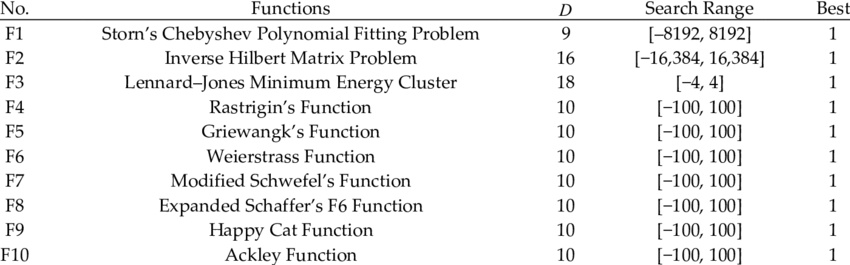 No. Functions D Search Range Best
F1 Storn's Chebyshev Polynomial Fitting Problem 9 [−8192, 8192] 1
F2 Inverse Hilbert Matrix Problem 16 [−16,384, 16,384] 1
F3 Lennard–Jones Minimum Energy Cluster 18 [−4, 4] 1
F4 Rastrigin's Function 10 [−100, 100] 1
F5 Griewangk's Function 10 [−100, 100] 1
F6 Weierstrass Function 10 [−100, 100] 1
F7 Modified Schwefel's Function 10 [−100, 100] 1
F8 Expanded Schaffer's F6 Function 10 [−100, 100] 1
F9 Happy Cat Function 10 [−100, 100] 1
F10 Ackley Function 10 [−100, 100] 1